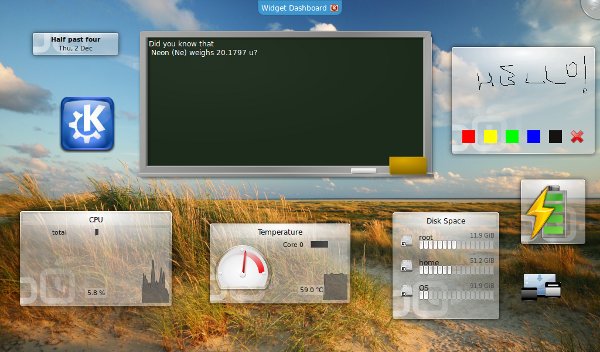 Widget Dashboard
Half past four
Thu, 2 Dec
Did you know that
Neon (Ne) weighs 20.1797 u?
HELLO!
K
CPU
total
5.8 %
Temperature
Core 0
59.0 °C
Disk Space
root
11.9 GiB
home
51.2 GiB
OS
91.9 GiB